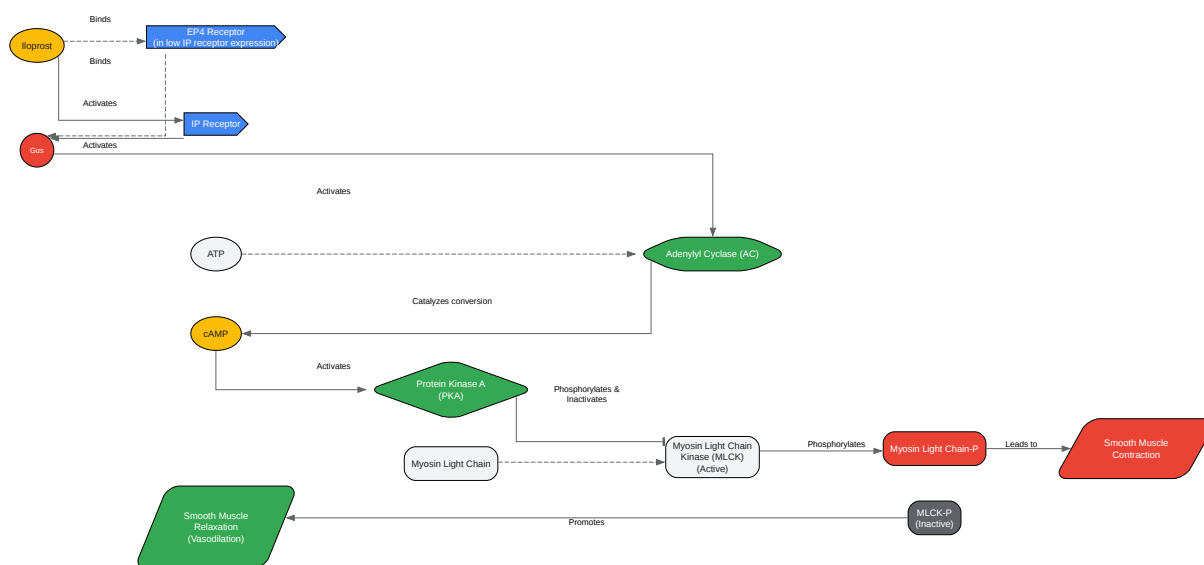 Binds
EP4 Receptor
(in low IP receptor expression)
Iloprost
Binds
Activates
IP Receptor
Activates
Gαs
Activates
ATP
Adenylyl Cyclase (AC)
Catalyzes conversion
cAMP
Activates
Protein Kinase A
(PKA)
Phosphorylates &
Inactivates
Myosin Light Chain
Myosin Light Chain
Kinase (MLCK)
(Active)
Phosphorylates
Myosin Light Chain-P
Leads to
Smooth Muscle
Contraction
Smooth Muscle
Relaxation
(Vasodilation)
Promotes
MLCK-P
(Inactive)